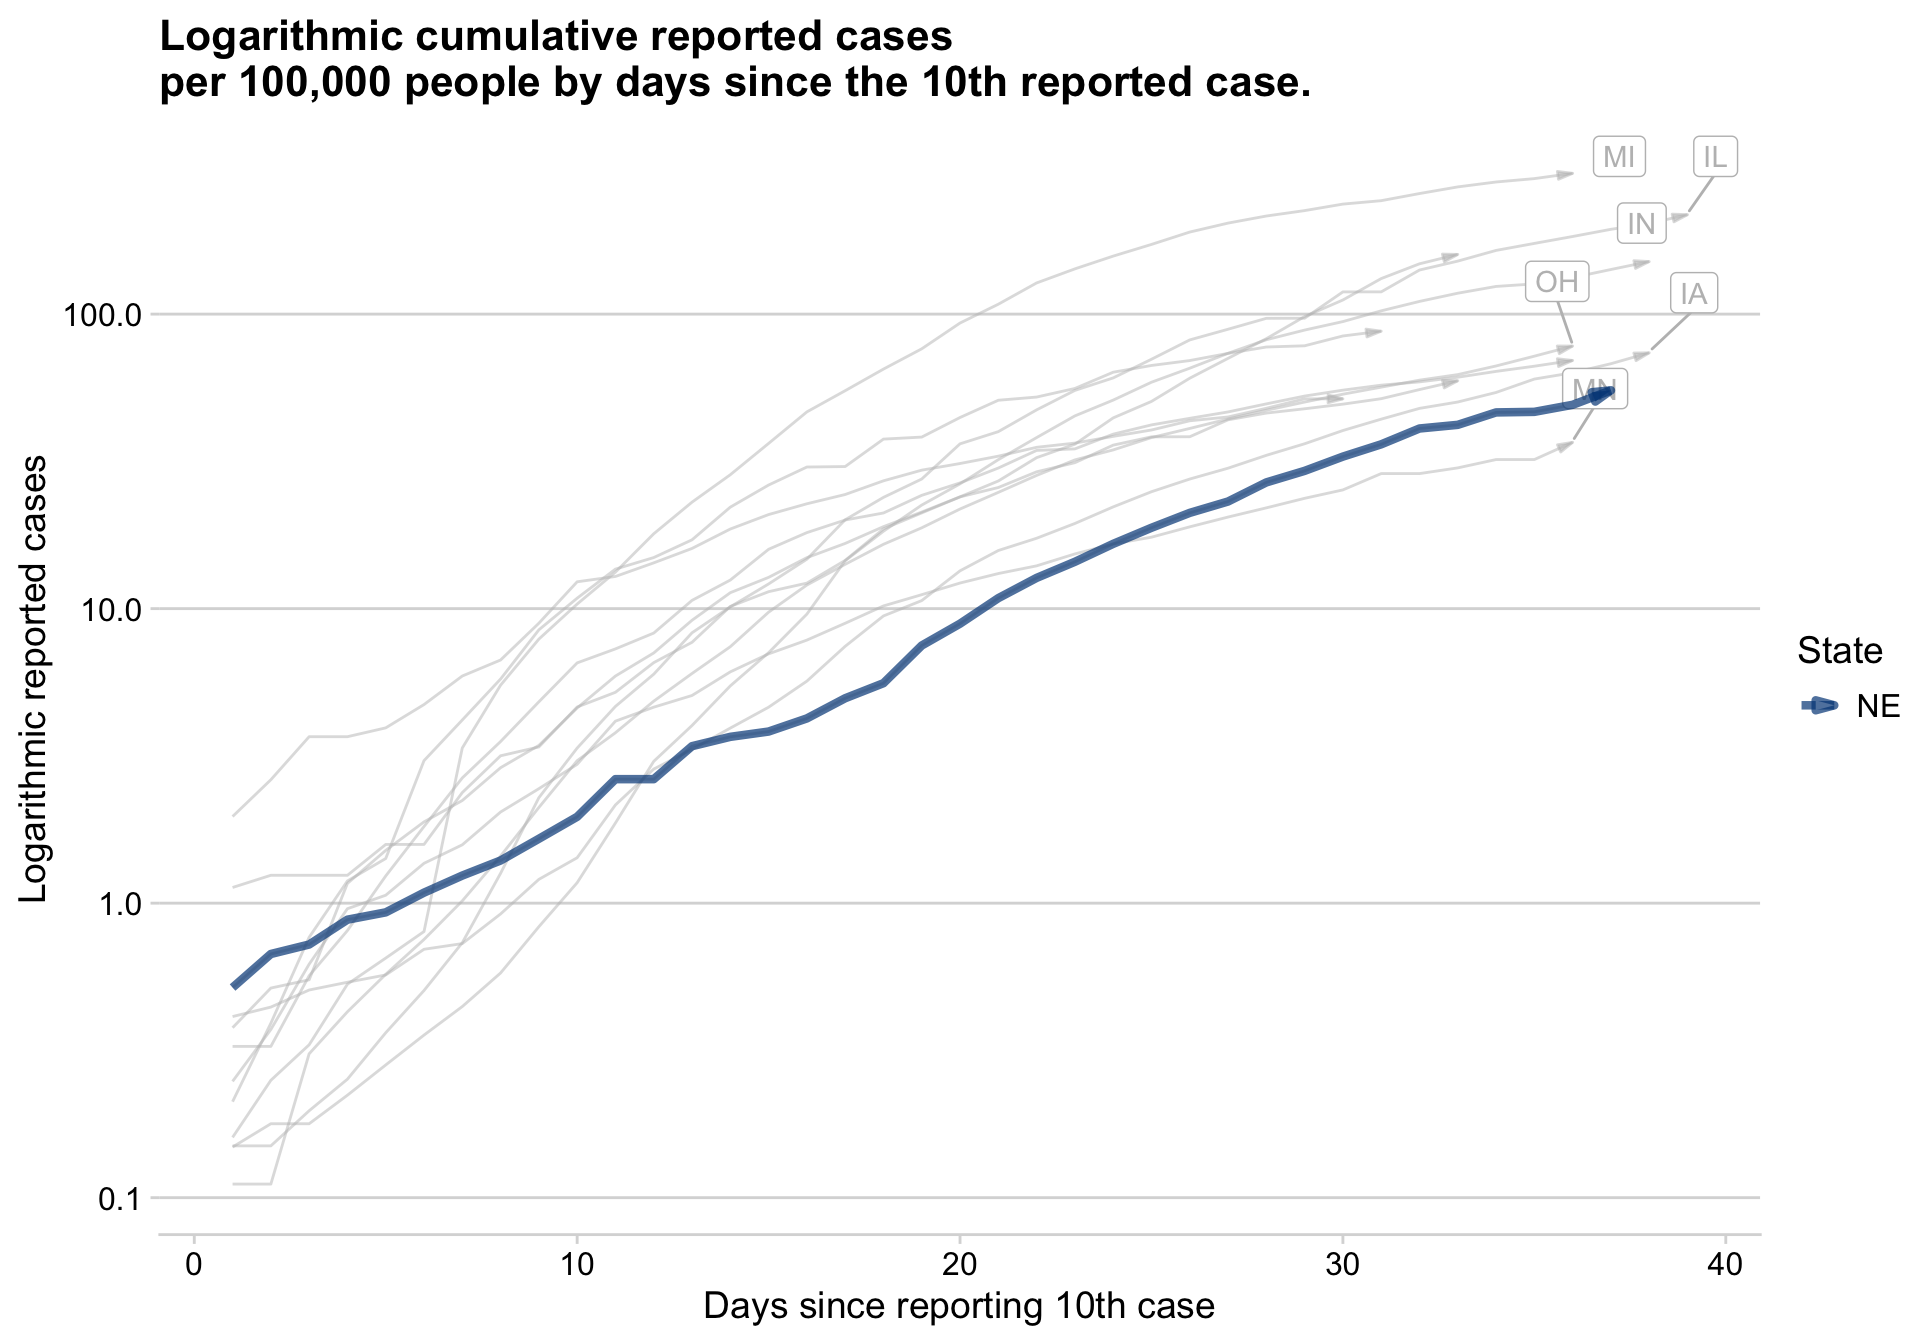 Logarithmic cumulative reported cases
per 100,000 people by days since the 10th reported case.
MI
IL
IN
OH
IA
MN
100.0
10.0
1.0
0.1
Logarithmic reported cases
0
10
20
30
40
Days since reporting 10th case
State
NE